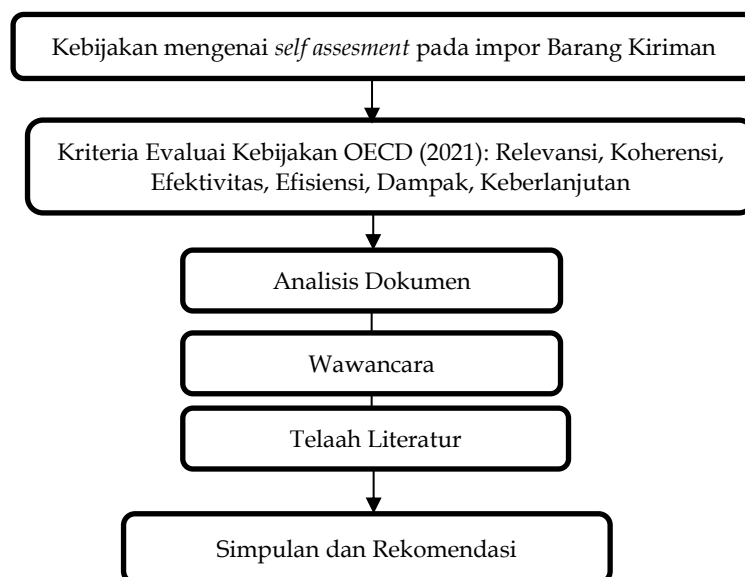 Kebijakan mengenai self assesment pada impor Barang Kiriman
Kriteria Evaluai Kebijakan OECD (2021): Relevansi, Koherensi,
Efektivitas, Efisiensi, Dampak, Keberlanjutan
Analisis Dokumen
Wawancara
Telaah Literatur
Simpulan dan Rekomendasi